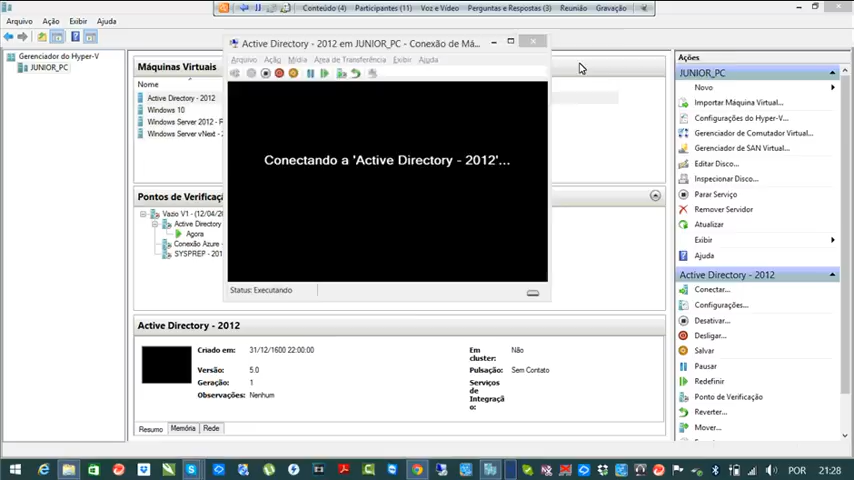 Conteúdo (4) Participantes (11) Voz e Vídeo Perguntas e Respostas (3) Reunião Gravação
Arquivo Ação Exibir Ajuda
Gerenciador do Hyper-V
JUNIOR_PC
Máquinas Virtuais
Nome
Active Directory - 2012
Windows 10
Windows Server 2012 - F
Windows Server vNext -
Pontos de Verifica
Vazio V1 - (12/04/20
Active Directory
Agora
Conexão Azure -
SYSPREP - 201
Active Directory - 2012 em JUNIOR_PC - Conexão de Má...
Arquivo Ação Mídia Área de Transferência Exibir Ajuda
Conectando a 'Active Directory - 2012'...
Status: Executando
Active Directory - 2012
Criado em: 31/12/1600 22:00:00
Versão: 5.0
Geração: 1
Observações: Nenhum
Em cluster: Não
Pulsação: Sem Contato
Serviços
de
Integraçã
o:
Resumo Memória Rede
Ações
JUNIOR_PC
Novo
Importar Máquina Virtual...
Configurações do Hyper-V...
Gerenciador de Comutador Virtual...
Gerenciador de SAN Virtual...
Editar Disco...
Inspecionar Disco...
Parar Serviço
Remover Servidor
Atualizar
Exibir
Ajuda
Active Directory - 2012
Conectar...
Configurações...
Desativar...
Desligar...
Salvar
Pausar
Redefinir
Ponto de Verificação
Reverter...
Mover...
POR 21:28